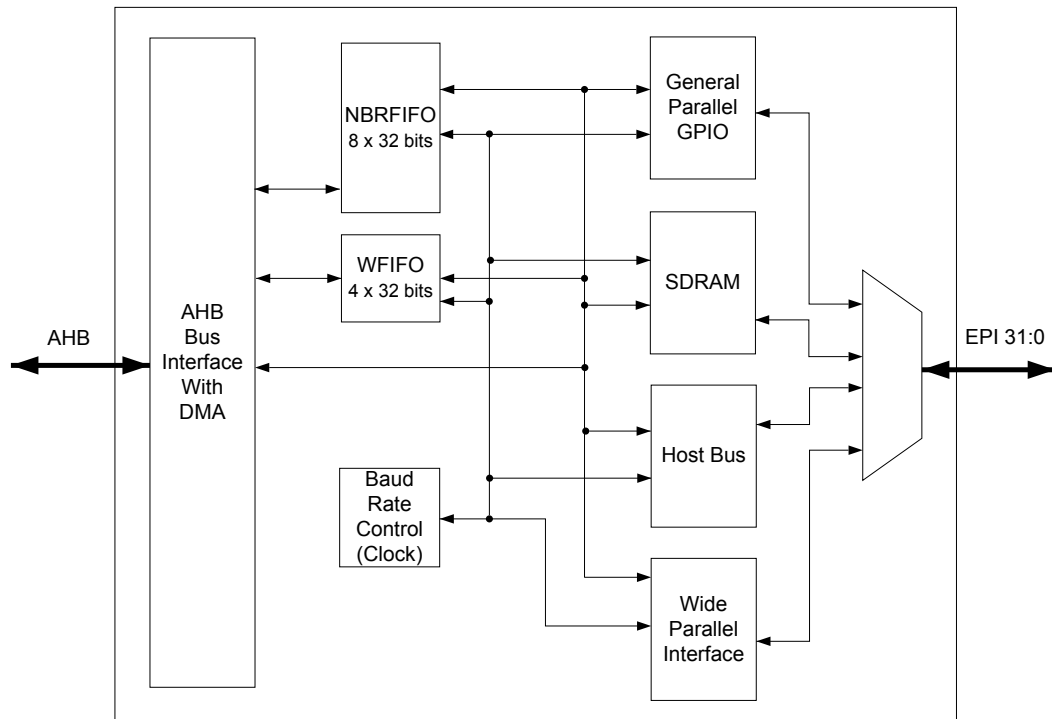 AHB
AHB
Bus
Interface
With
DMA
NBRFIFO
8 x 32 bits
WFIFO
4 x 32 bits
Baud
Rate
Control
(Clock)
General
Parallel
GPIO
SDRAM
Host Bus
Wide
Parallel
Interface
EPI 31:0